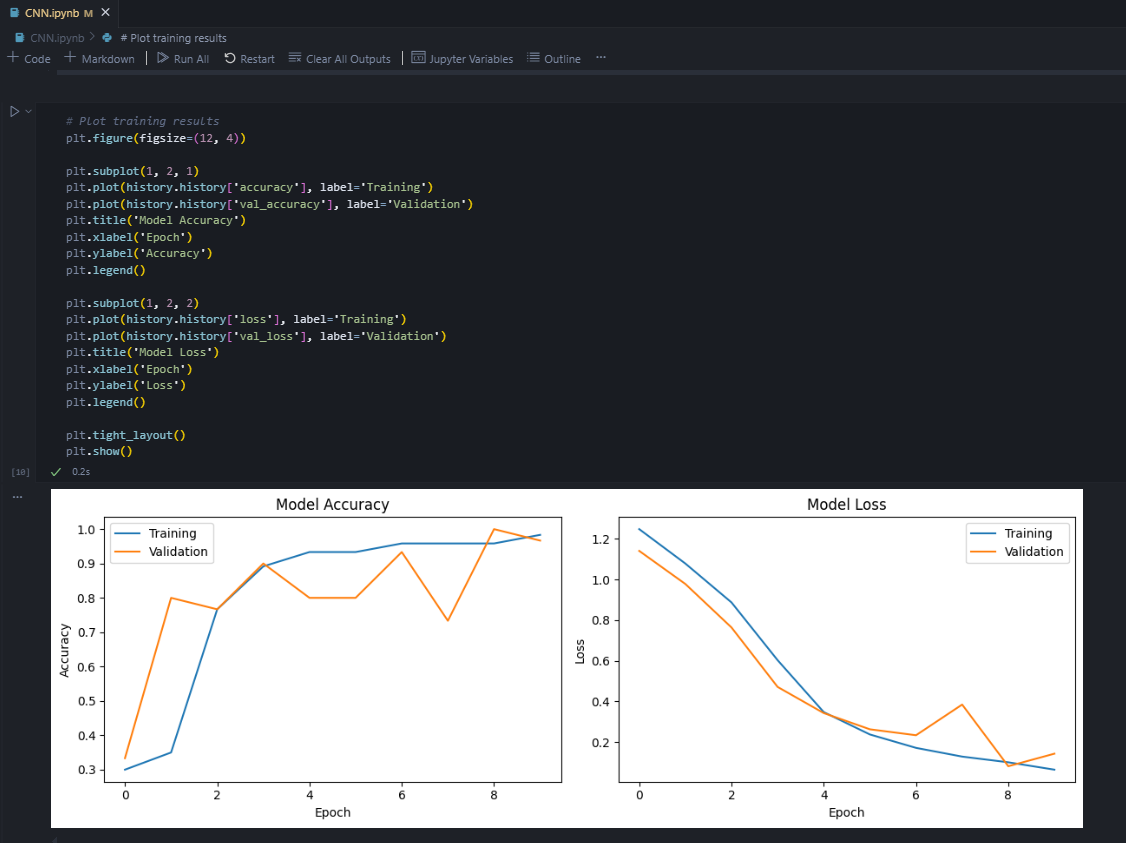 CNN.ipynb M
CNN.ipynb > # Plot training results
+ Code + Markdown | Run All Restart Clear All Outputs | Jupyter Variables Outline ...
# Plot training results
plt.figure(figsize=(12, 4))
plt.subplot(1, 2, 1)
plt.plot(history.history['accuracy'], label='Training')
plt.plot(history.history['val_accuracy'], label='Validation')
plt.title('Model Accuracy')
plt.xlabel('Epoch')
plt.ylabel('Accuracy')
plt.legend()
plt.subplot(1, 2, 2)
plt.plot(history.history['loss'], label='Training')
plt.plot(history.history['val_loss'], label='Validation')
plt.title('Model Loss')
plt.xlabel('Epoch')
plt.ylabel('Loss')
plt.legend()
plt.tight_layout()
plt.show()
[10] 0.2s
...
Model Accuracy
Training
Validation
1.0
0.9
0.8
0.7
0.6
0.5
0.4
0.3
Accuracy
0 2 4 6 8
Epoch
Model Loss
Training
Validation
1.2
1.0
0.8
0.6
0.4
0.2
Loss
0 2 4 6 8
Epoch